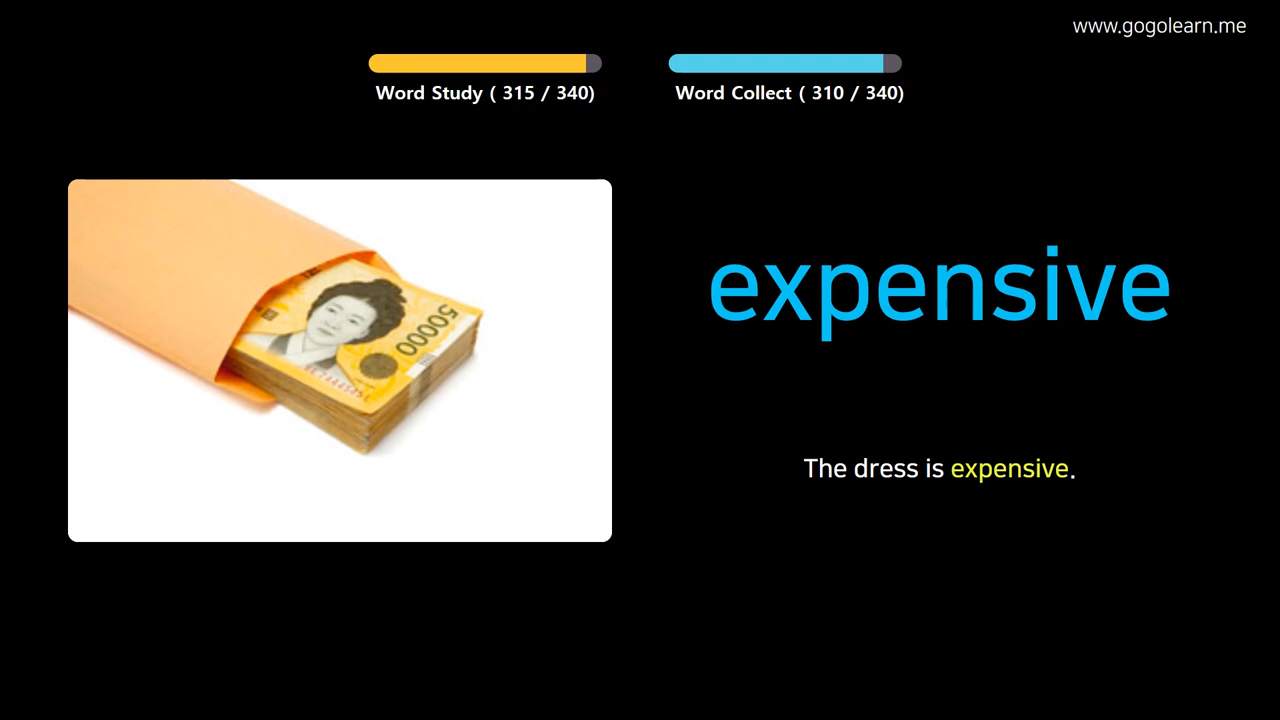 www.gogolearn.me
Word Study ( 315 / 340)
Word Collect ( 310 / 340)
50000
expensive
The dress is expensive.